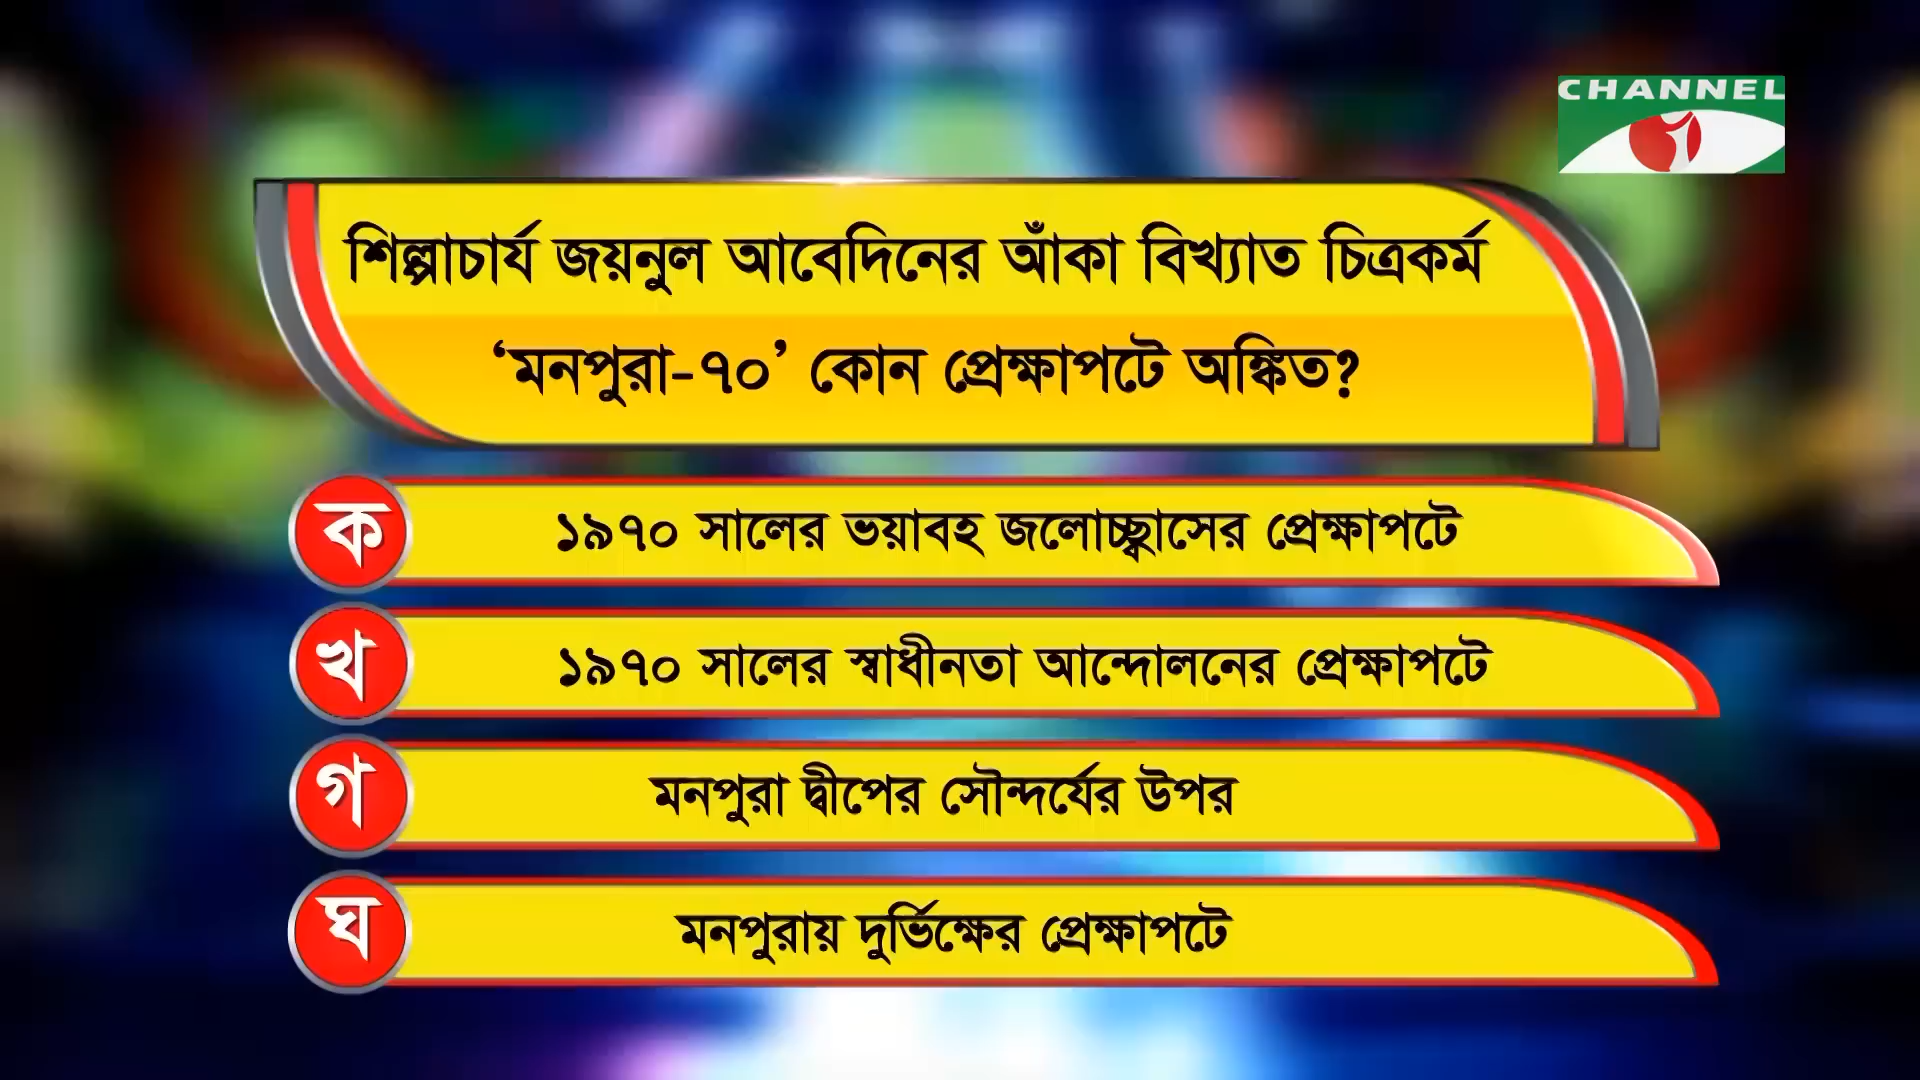 CHANNEL
শিল্পাচার্য জয়নুল আবেদিনের আঁকা বিখ্যাত চিত্রকর্ম
‘মনপুরা-৭০’ কোন প্রেক্ষাপটে অঙ্কিত?
ক ১৯৭০ সালের ভয়াবহ জলোচ্ছ্বাসের প্রেক্ষাপটে
খ ১৯৭০ সালের স্বাধীনতা আন্দোলনের প্রেক্ষাপটে
গ মনপুরা দ্বীপের সৌন্দর্যের উপর
ঘ মনপুরায় দুর্ভিক্ষের প্রেক্ষাপটে